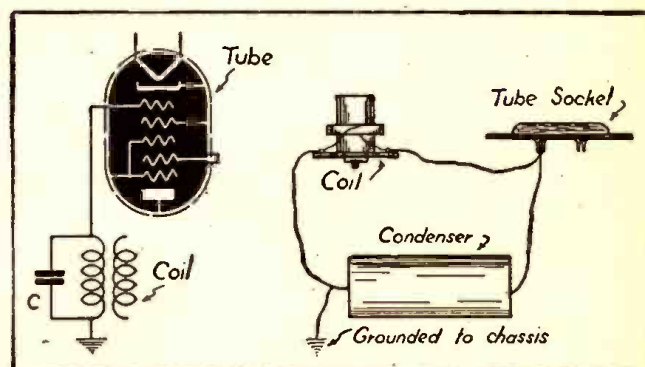 Tube
Tube Socket
Coil
Condenser
C
Coil
Grounded to chassis